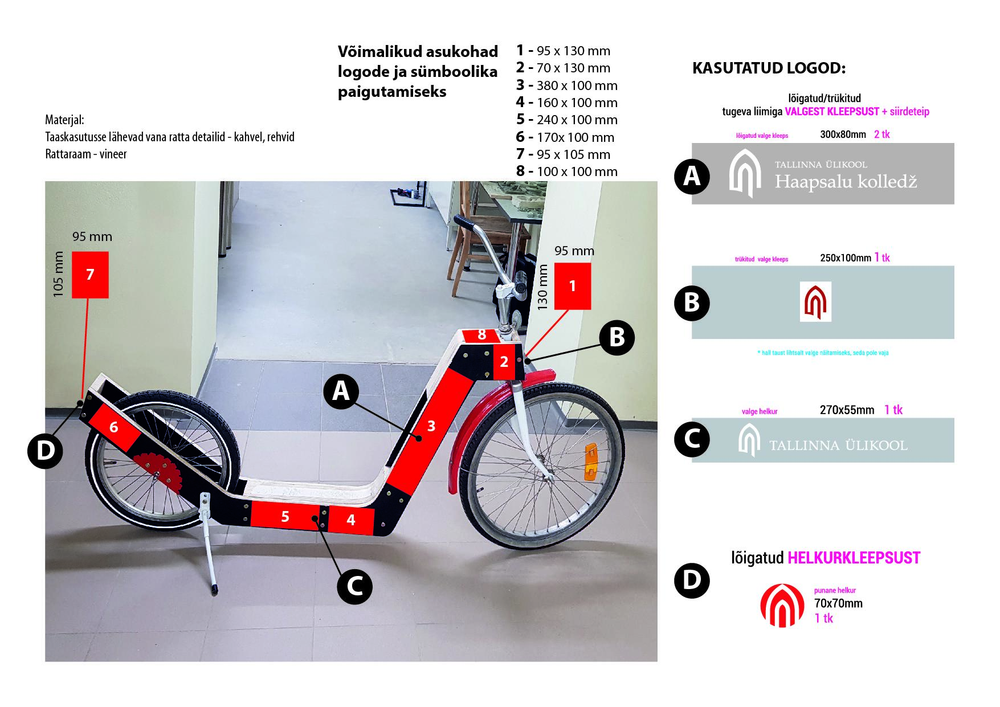 Võimalikud asukohad
logode ja sümboolika
paigutamiseks
1 - 95 x 130 mm
2 - 70 x 130 mm
3 - 380 x 100 mm
4 - 160 x 100 mm
5 - 240 x 100 mm
6 - 170x 100 mm
7 - 95 x 105 mm
8 - 100 x 100 mm
Materjal:
Taaskasutusse lähevad vana ratta detailid - kahvel, rehvid
Rattaraam - vineer
95 mm
105 mm
7
95 mm
130 mm
1
8
2
B
A
3
6
D
5
4
C
KASUTATUD LOGOD:
lõigatud/trükitud
tugeva liimiga VALGEST KLEEPSUST + siirdeteip
lõigatud valge kleeps 300x80mm 2 tk
A
TALLINNA ÜLIKOOL
Haapsalu kolledž
trükitud valge kleeps 250x100mm 1 tk
B
* hall taust lihtsalt valge näitamiseks, seda pole vaja
valge helkur 270x55mm 1 tk
C
TALLINNA ÜLIKOOL
lõigatud HELKURKLEEPSUST
D
punane helkur
70x70mm
1 tk